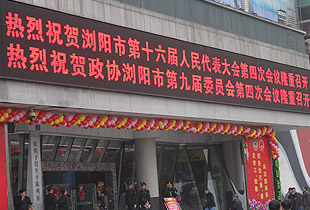 热烈祝贺浏阳市第十六届人民代表大会第四次会议隆重召开
热烈祝贺政协浏阳市第九届委员会第四次会议隆重召开